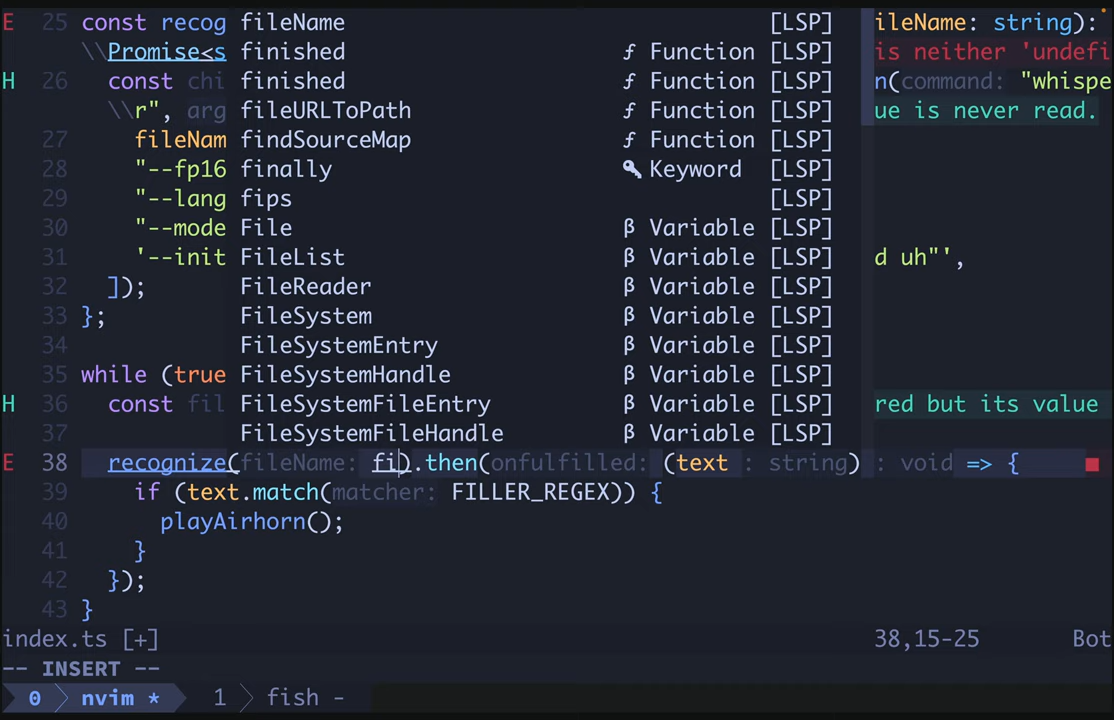 E 25 const recog fileName [LSP] ileName: string):
\\Promise<s finished ƒ Function [LSP] is neither 'undefi
H 26 const chi finished ƒ Function [LSP] n(command: "whispe
\\r", arg fileURLToPath ƒ Function [LSP] ue is never read.
27 fileNam findSourceMap ƒ Function [LSP]
28 "--fp16 finally Keyword [LSP]
29 "--lang fips [LSP]
30 "--mode File β Variable [LSP]
31 '--init FileList β Variable [LSP] d uh"',
32 ]); FileReader β Variable [LSP]
33 }; FileSystem β Variable [LSP]
34 FileSystemEntry β Variable [LSP]
35 while (true FileSystemHandle β Variable [LSP]
H 36 const fil FileSystemFileEntry β Variable [LSP] red but its value
37 FileSystemFileHandle β Variable [LSP]
E 38 recognize(fileName: fi).then(onfulfilled: (text : string) : void => {
39 if (text.match(matcher: FILLER_REGEX)) {
40 playAirhorn();
41 }
42 });
43 }
index.ts [+] 38,15-25 Bot
-- INSERT --
0 nvim * 1 fish -